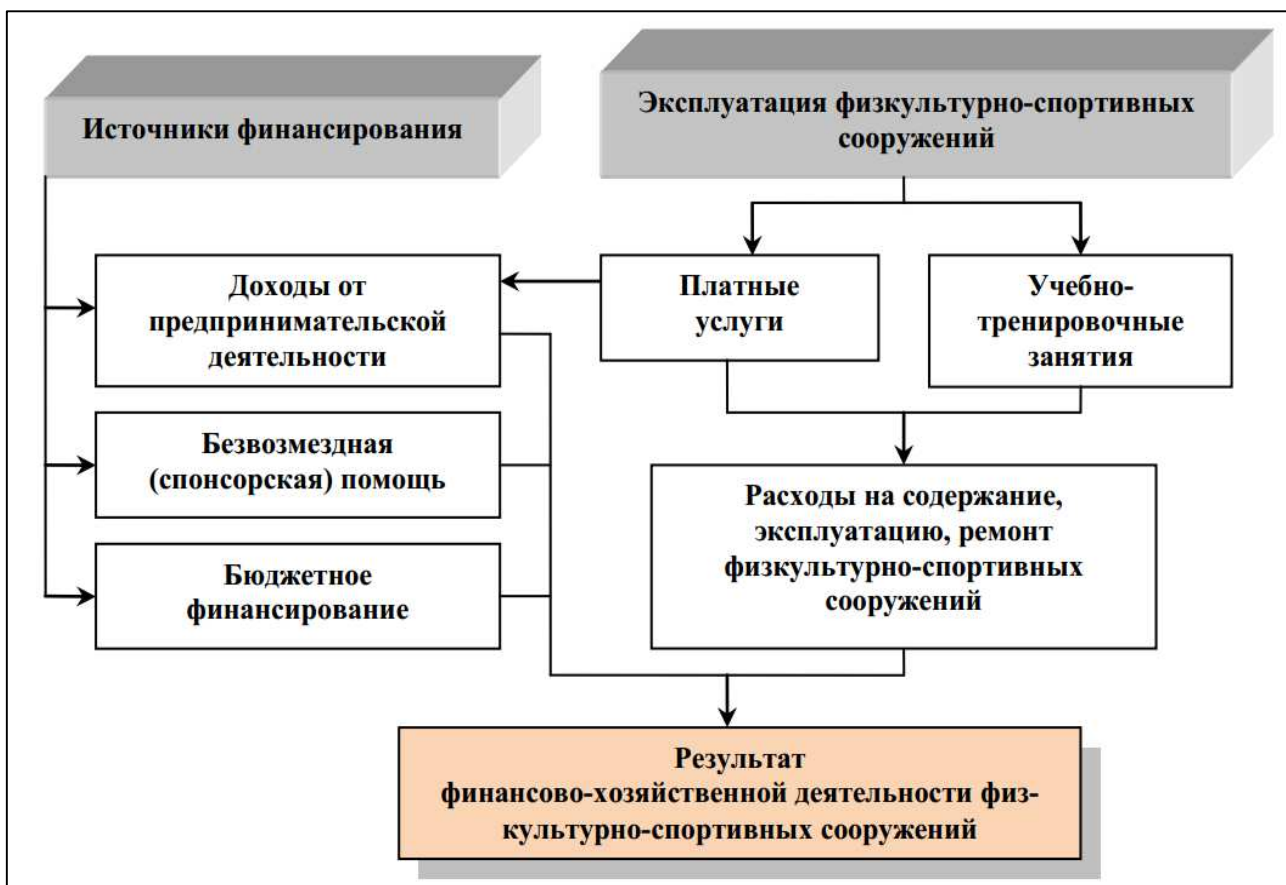 Источники финансирования
Эксплуатация физкультурно-спортивных
сооружений
Доходы от
предпринимательской
деятельности
Платные
услуги
Учебно-
тренировочные
занятия
Безвозмездная
(спонсорская) помощь
Бюджетное
финансирование
Расходы на содержание,
эксплуатацию, ремонт
физкультурно-спортивных
сооружений
Результат
финансово-хозяйственной деятельности физ-
культурно-спортивных сооружений